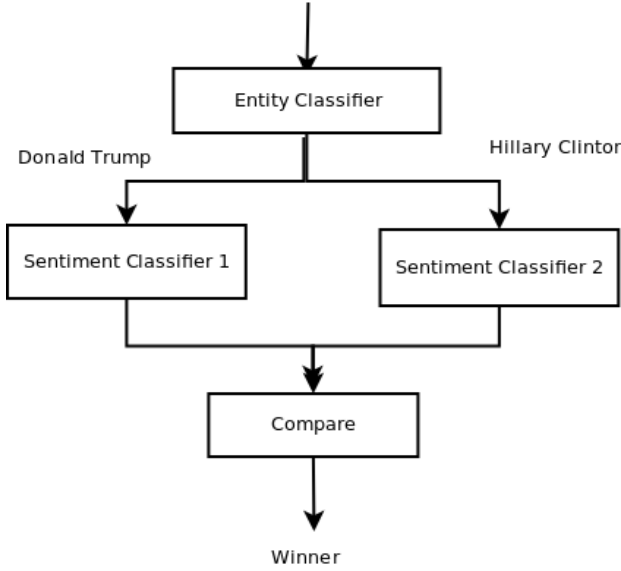 Entity Classifier
Donald Trump
Hillary Clintor
Sentiment Classifier 1
Sentiment Classifier 2
Compare
Winner